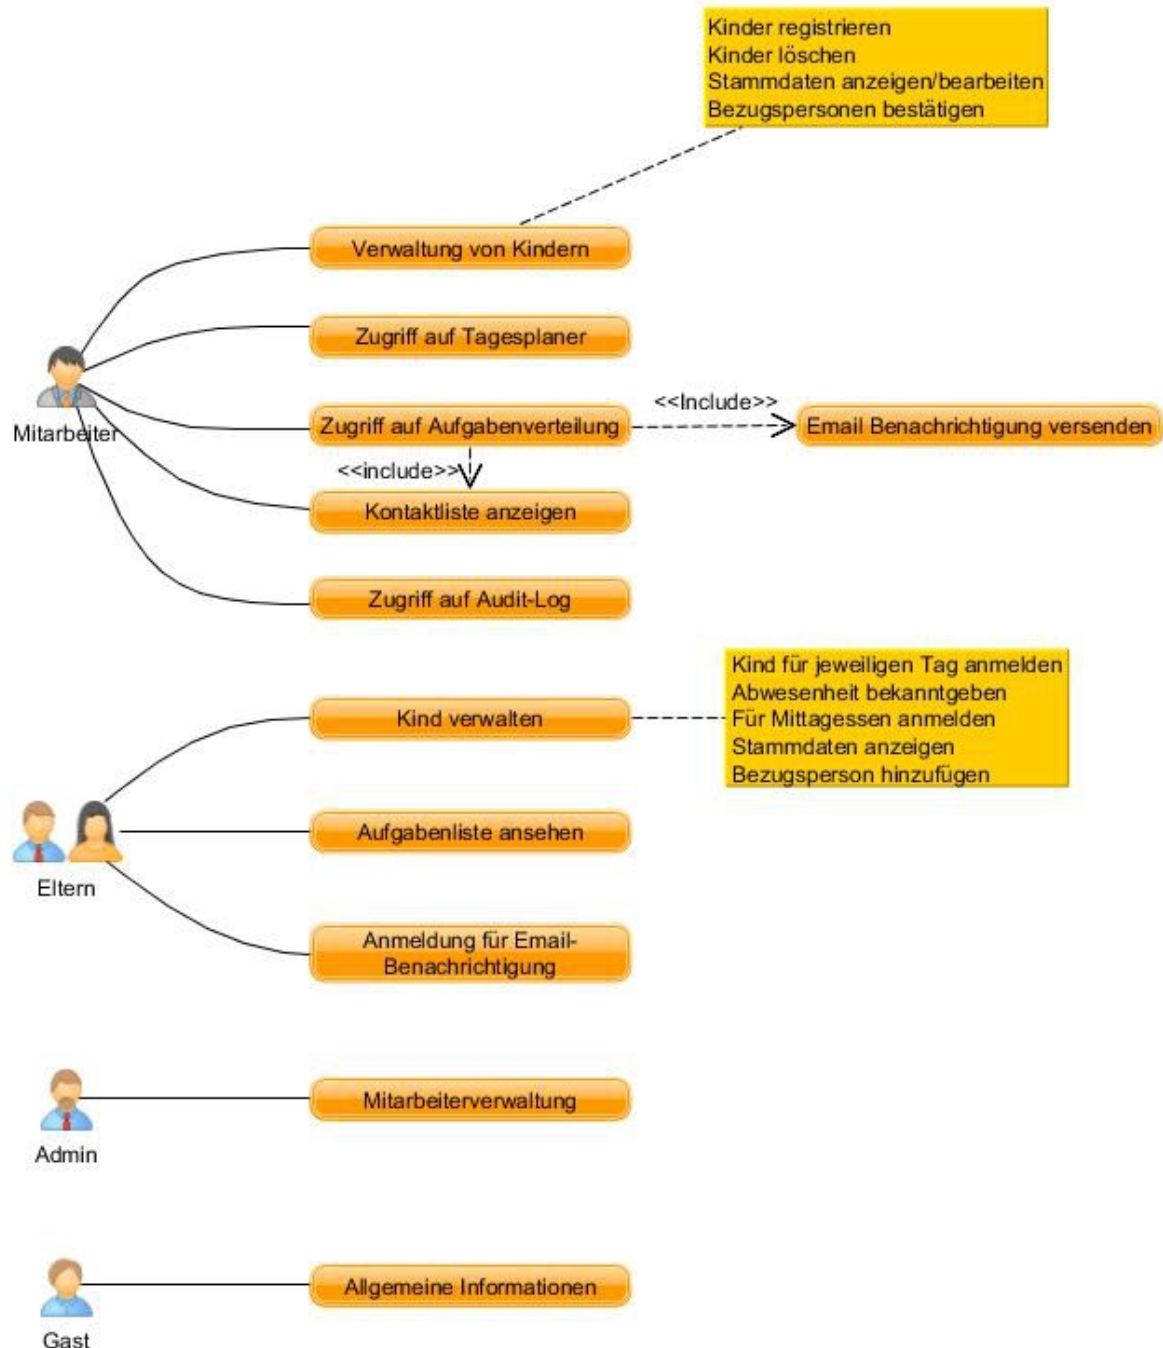 Kinder registrieren
Kinder löschen
Stammdaten anzeigen/bearbeiten
Bezugspersonen bestätigen
Verwaltung von Kindern
Zugriff auf Tagesplaner
Mitarbeiter
Zugriff auf Aufgabenverteilung
<<Include>>
Email Benachrichtigung versenden
<<include>>
Kontaktliste anzeigen
Zugriff auf Audit-Log
Kind verwalten
Kind für jeweiligen Tag anmelden
Abwesenheit bekanntgeben
Für Mittagessen anmelden
Stammdaten anzeigen
Bezugsperson hinzufügen
Eltern
Aufgabenliste ansehen
Anmeldung für Email-
Benachrichtigung
Admin
Mitarbeiterverwaltung
Gast
Allgemeine Informationen